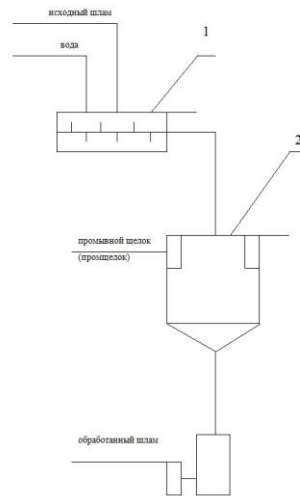 исходный шлам
вода
1
2
промывной щелок
(промщелок)
обработанный шлам